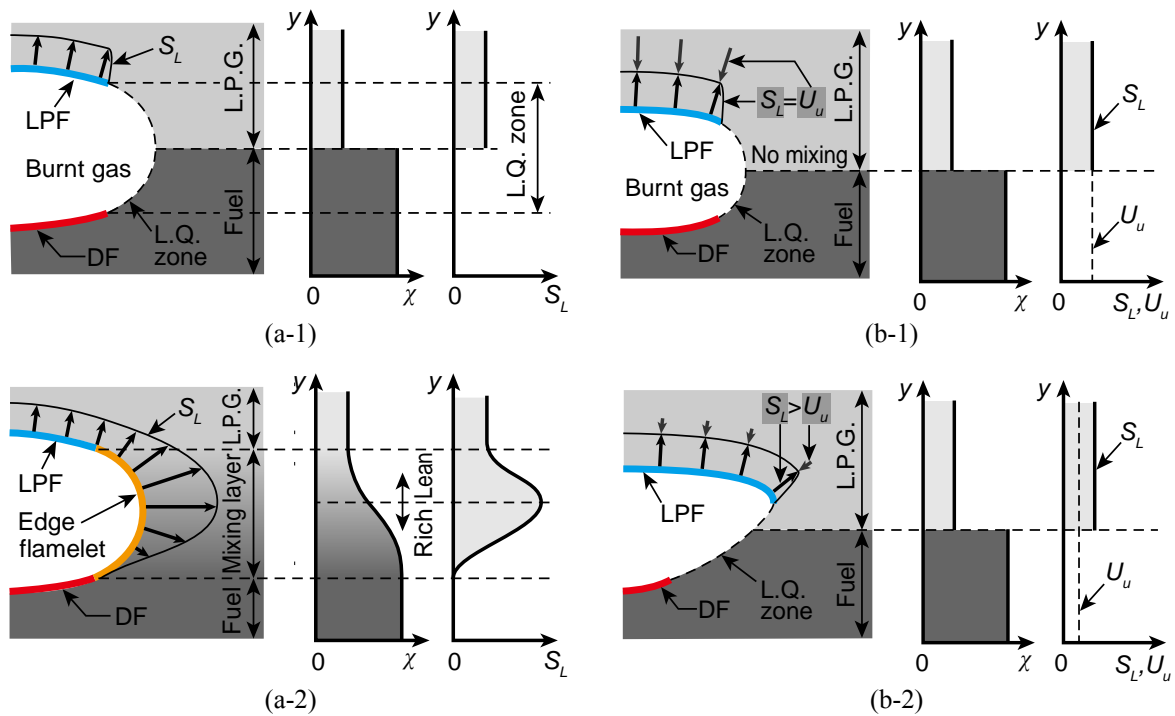 S_L
LPF
Burnt gas
DF
L.Q.
zone
L.P.G.
Fuel
y
0
χ
y
0
S_L
L.Q. zone
(a-1)
S_L=U_u
LPF
No mixing
Burnt gas
DF
L.Q.
zone
L.P.G.
Fuel
y
0
χ
y
S_L
U_u
0
S_L,U_u
(b-1)
S_L
LPF
Edge
flamelet
DF
L.P.G.
Mixing layer
Fuel
y
Lean
Rich
0
χ
y
0
S_L
(a-2)
S_L>U_u
LPF
L.Q.
zone
DF
L.P.G.
Fuel
y
0
χ
y
S_L
U_u
0
S_L,U_u
(b-2)